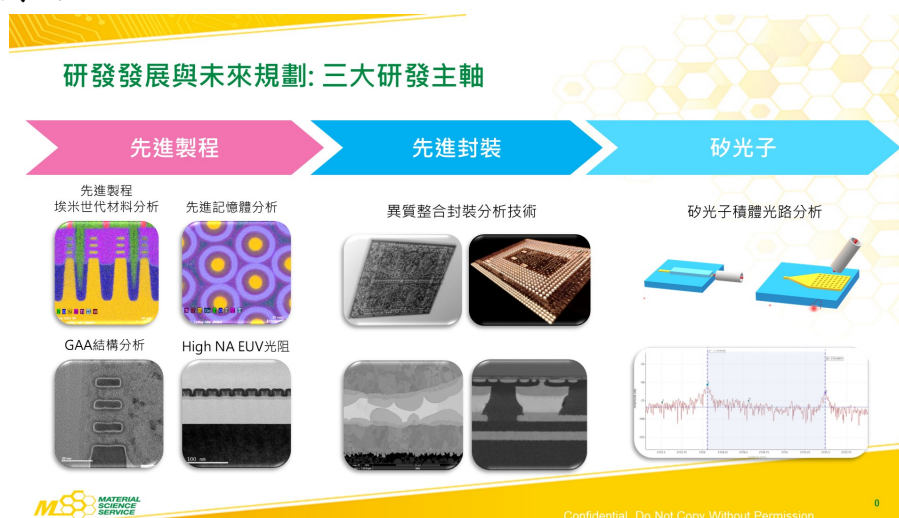 研發發展與未來規劃: 三大研發主軸
先進製程
先進封裝
矽光子
先進製程
埃米世代材料分析
先進記憶體分析
GAA結構分析
High NA EUV光阻
100 nm
異質整合封裝分析技術
矽光子積體光路分析
MATERIAL
SCIENCE
SERVICE
Confidential Do Not Copy Without Permission
0